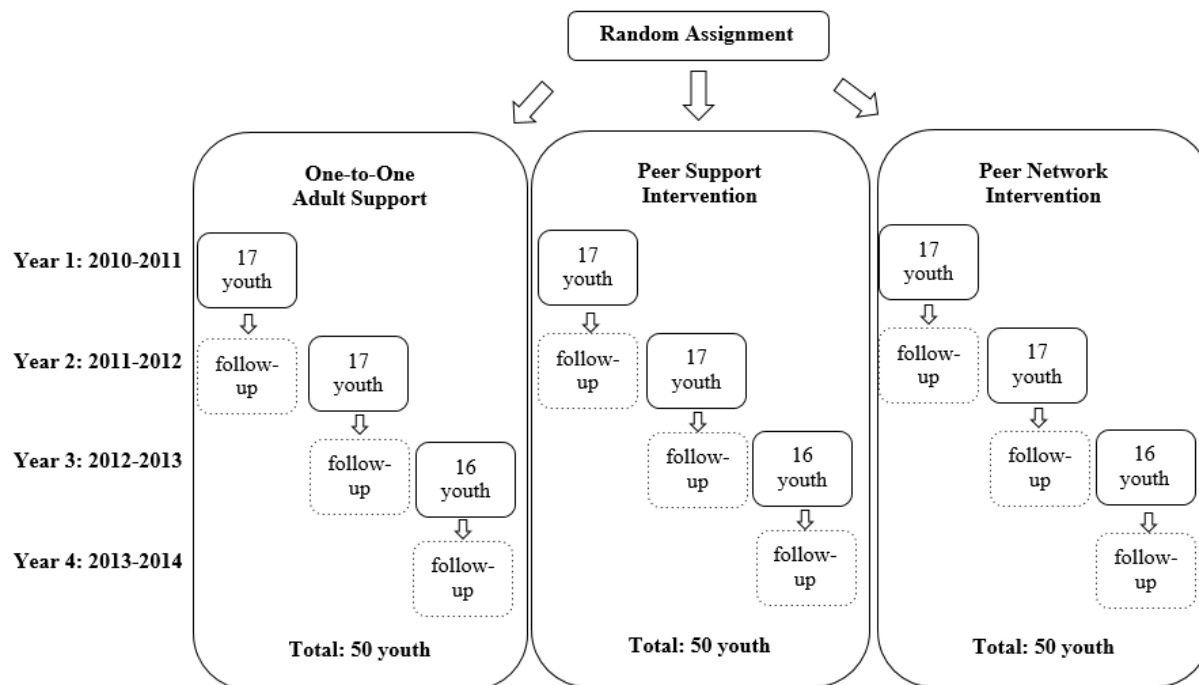 Random Assignment
One-to-One
Adult Support
Peer Support
Intervention
Peer Network
Intervention
Year 1: 2010-2011
17
youth
17
youth
17
youth
Year 2: 2011-2012
follow-
up
17
youth
follow-
up
17
youth
follow-
up
17
youth
Year 3: 2012-2013
follow-
up
16
youth
follow-
up
16
youth
follow-
up
16
youth
Year 4: 2013-2014
follow-
up
follow-
up
follow-
up
Total: 50 youth
Total: 50 youth
Total: 50 youth